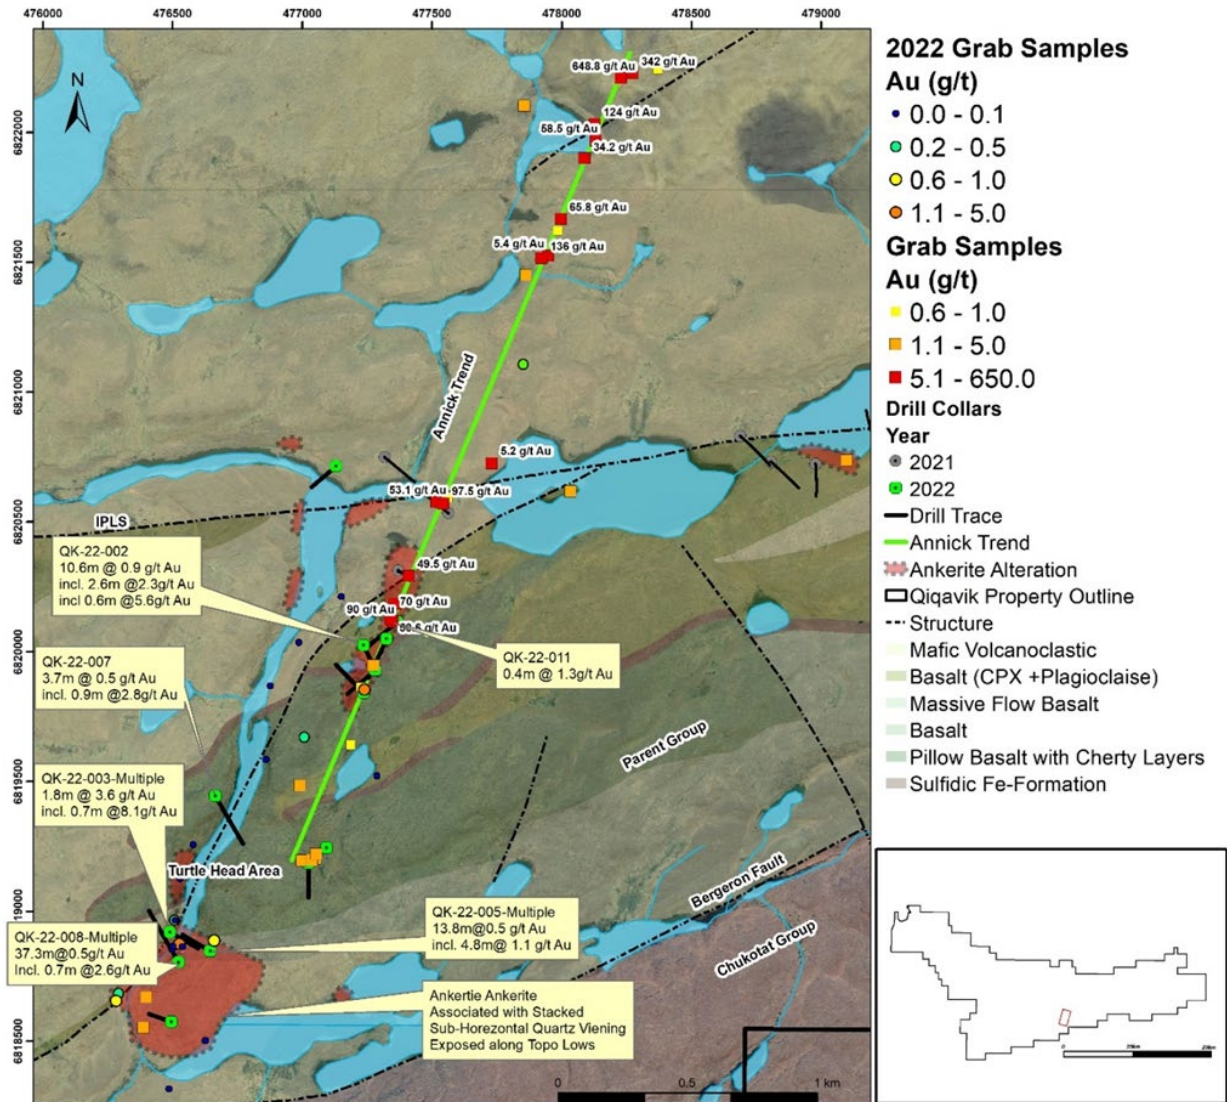 476000 476500 477000 477500 478000 478500 479000
6822000
6821500
6821000
6820500
6820000
6819500
6819000
6818500
N
648.8 g/t Au
342 g/t Au
124 g/t Au
58.5 g/t Au
34.2 g/t Au
65.8 g/t Au
5.4 g/t Au
136 g/t Au
Annick Trend
5.2 g/t Au
53.1 g/t Au
97.5 g/t Au
IPLS
49.5 g/t Au
70 g/t Au
90 g/t Au
g/t Au
QK-22-002
10.6m @ 0.9 g/t Au
incl. 2.6m @2.3g/t Au
incl 0.6m @5.6g/t Au
QK-22-011
0.4m @ 1.3g/t Au
QK-22-007
3.7m @ 0.5 g/t Au
incl. 0.9m @2.8g/t Au
Parent Group
QK-22-003-Multiple
1.8m @ 3.6 g/t Au
incl. 0.7m @8.1g/t Au
Turtle Head Area
Bergeron Fault
Chukotat Group
QK-22-005-Multiple
13.8m@0.5 g/t Au
incl. 4.8m @ 1.1 g/t Au
QK-22-008-Multiple
37.3m@0.5g/t Au
Incl. 0.7m @2.6g/t Au
Ankertie Ankerite
Associated with Stacked
Sub-Horezontal Quartz Viening
Exposed along Topo Lows
0 0.5 1 km
2022 Grab Samples
Au (g/t)
0.0 - 0.1
0.2 - 0.5
0.6 - 1.0
1.1 - 5.0
Grab Samples
Au (g/t)
0.6 - 1.0
1.1 - 5.0
5.1 - 650.0
Drill Collars
Year
2021
2022
Drill Trace
Annick Trend
Ankerite Alteration
Qiqavik Property Outline
Structure
Mafic Volcanoclastic
Basalt (CPX +Plagioclaise)
Massive Flow Basalt
Basalt
Pillow Basalt with Cherty Layers
Sulfidic Fe-Formation